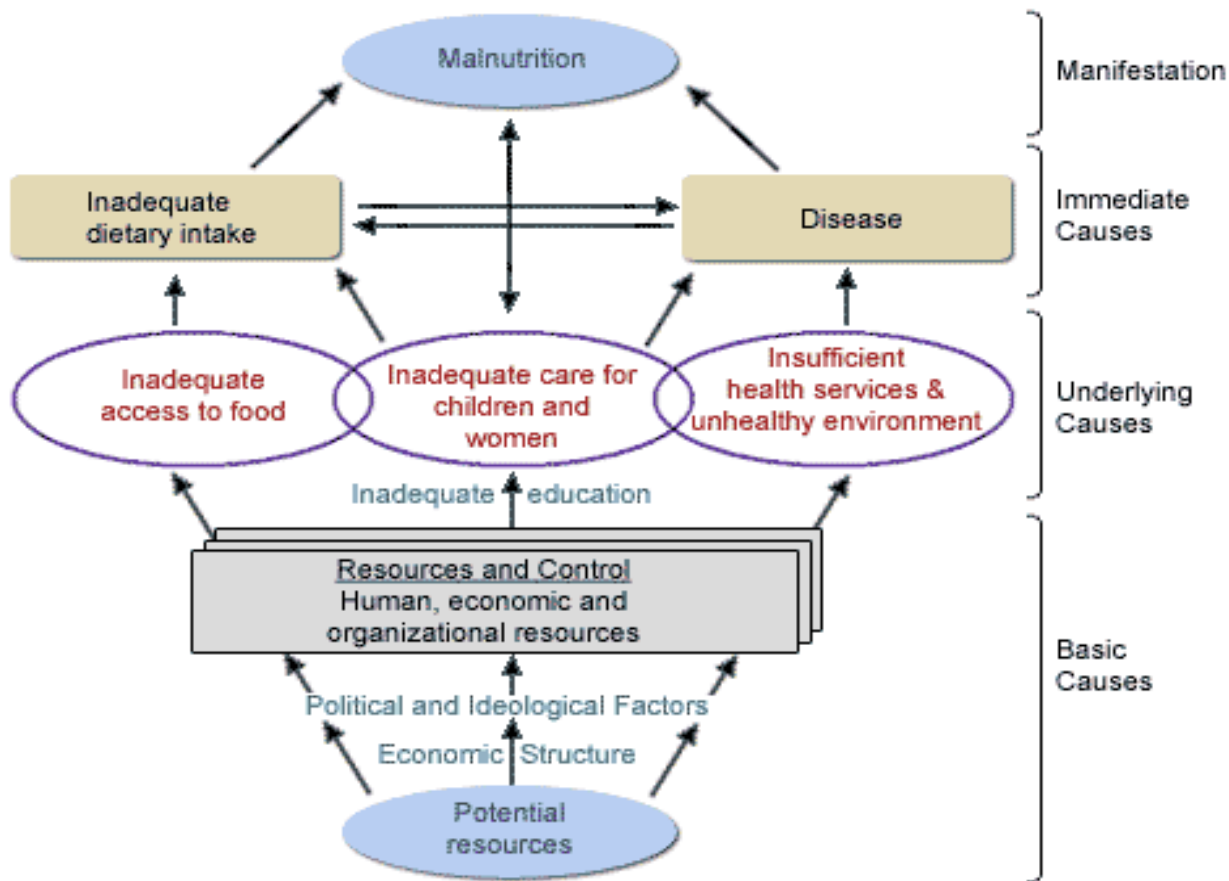 Malnutrition
Manifestation
Inadequate
dietary intake
Disease
Immediate
Causes
Inadequate
access to food
Inadequate care for
children and
women
Insufficient
health services &
unhealthy environment
Underlying
Causes
Inadequate education
Resources and Control
Human, economic and
organizational resources
Basic
Causes
Political and Ideological Factors
Economic Structure
Potential
resources